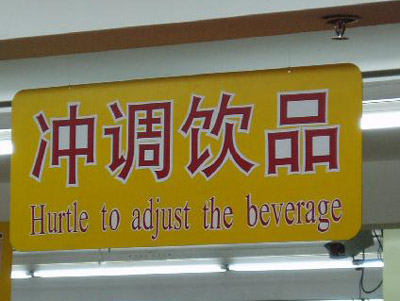 冲调饮品
Hurtle to adjust the beverage